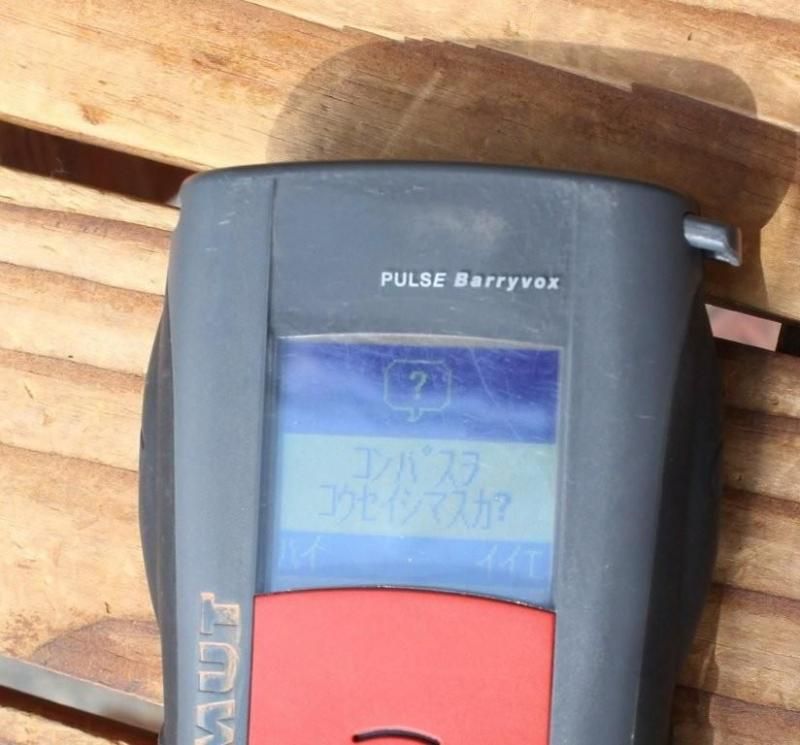 PULSE Barryvox
?
コンパスヲ
コウセイシマスカ?
ハイ イイエ
MUT